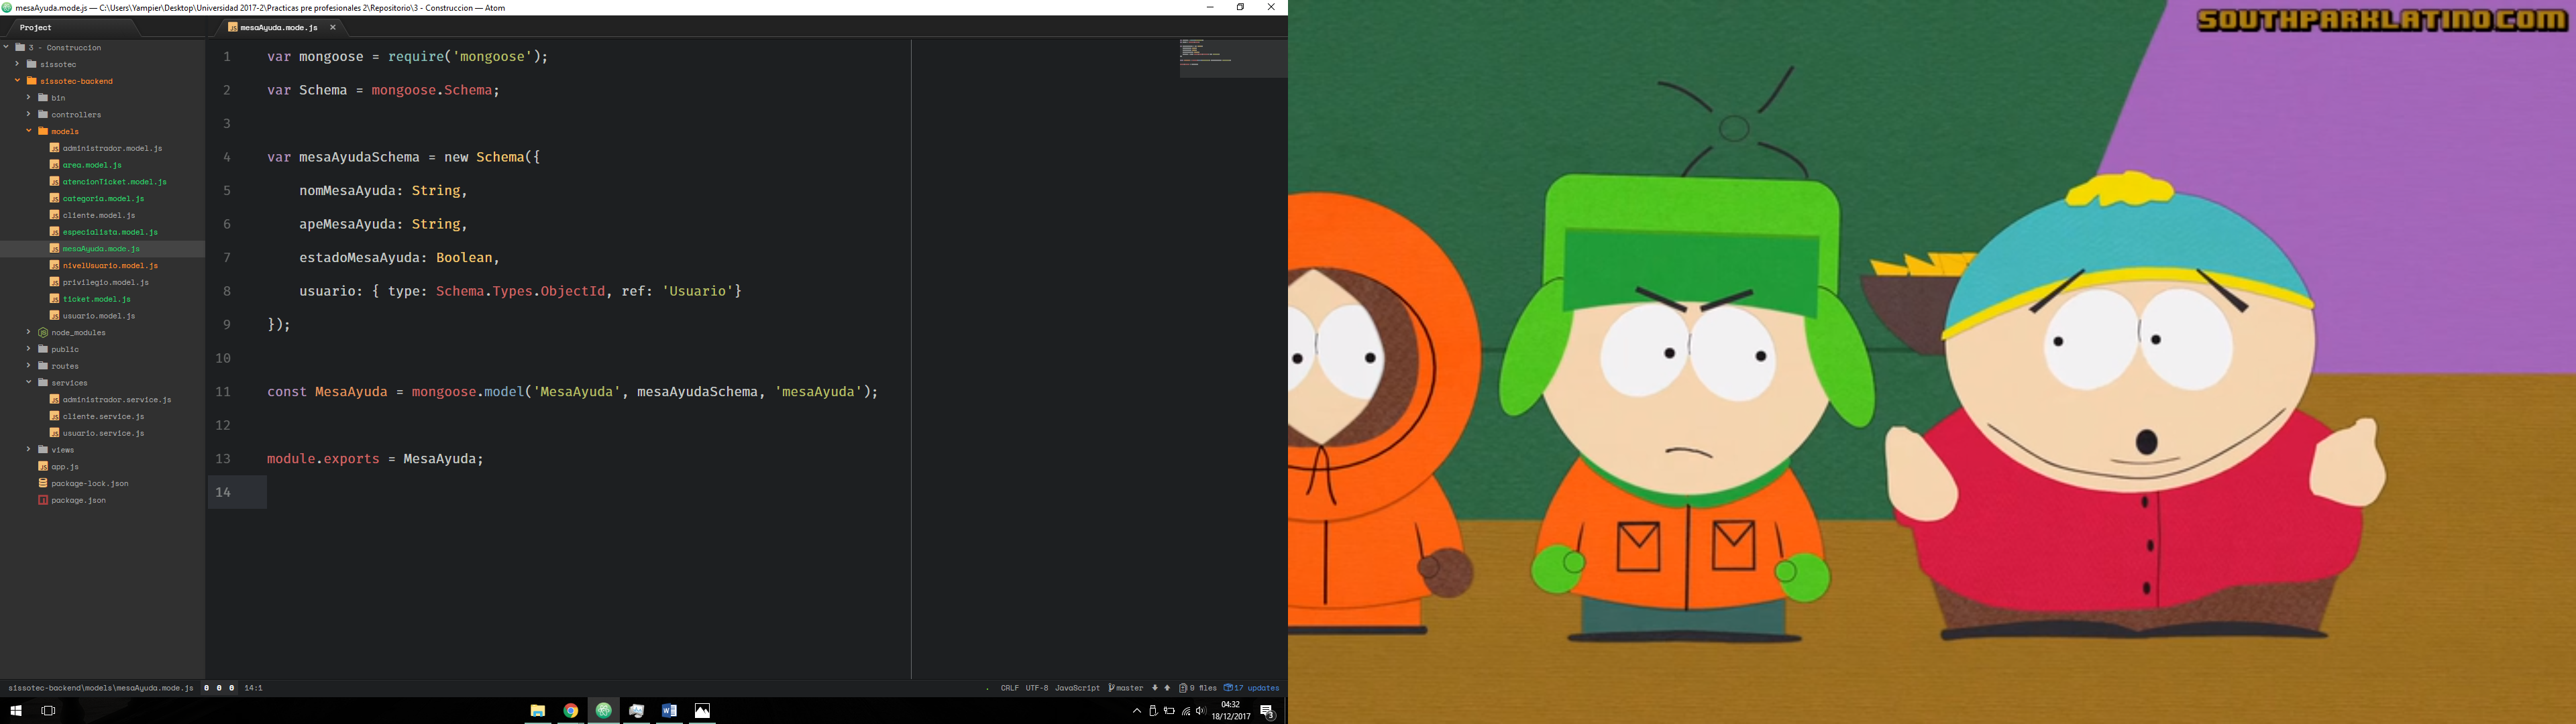 mesaAyuda.mode.js — C:\Users\Yampier\Desktop\Universidad 2017-2\Practicas pre profesionales 2\Repositorio\3 - Construccion — Atom
Project
3 - Construccion
sissotec
sissotec-backend
bin
controllers
models
administrador.model.js
area.model.js
atencionTicket.model.js
categoria.model.js
cliente.model.js
especialista.model.js
mesaAyuda.mode.js
nivelUsuario.model.js
privilegio.model.js
ticket.model.js
usuario.model.js
node_modules
public
routes
services
administrador.service.js
cliente.service.js
usuario.service.js
views
app.js
package-lock.json
package.json
mesaAyuda.mode.js
1 var mongoose = require('mongoose');
2 var Schema = mongoose.Schema;
3
4 var mesaAyudaSchema = new Schema({
5 nomMesaAyuda: String,
6 apeMesaAyuda: String,
7 estadoMesaAyuda: Boolean,
8 usuario: { type: Schema.Types.ObjectId, ref: 'Usuario'}
9 });
10
11 const MesaAyuda = mongoose.model('MesaAyuda', mesaAyudaSchema, 'mesaAyuda');
12
13 module.exports = MesaAyuda;
14
sissotec-backend\models\mesaAyuda.mode.js 0 0 0 14:1
CRLF UTF-8 JavaScript master 9 files 17 updates
04:32
18/12/2017
3
SOUTHPARKLATINO.COM